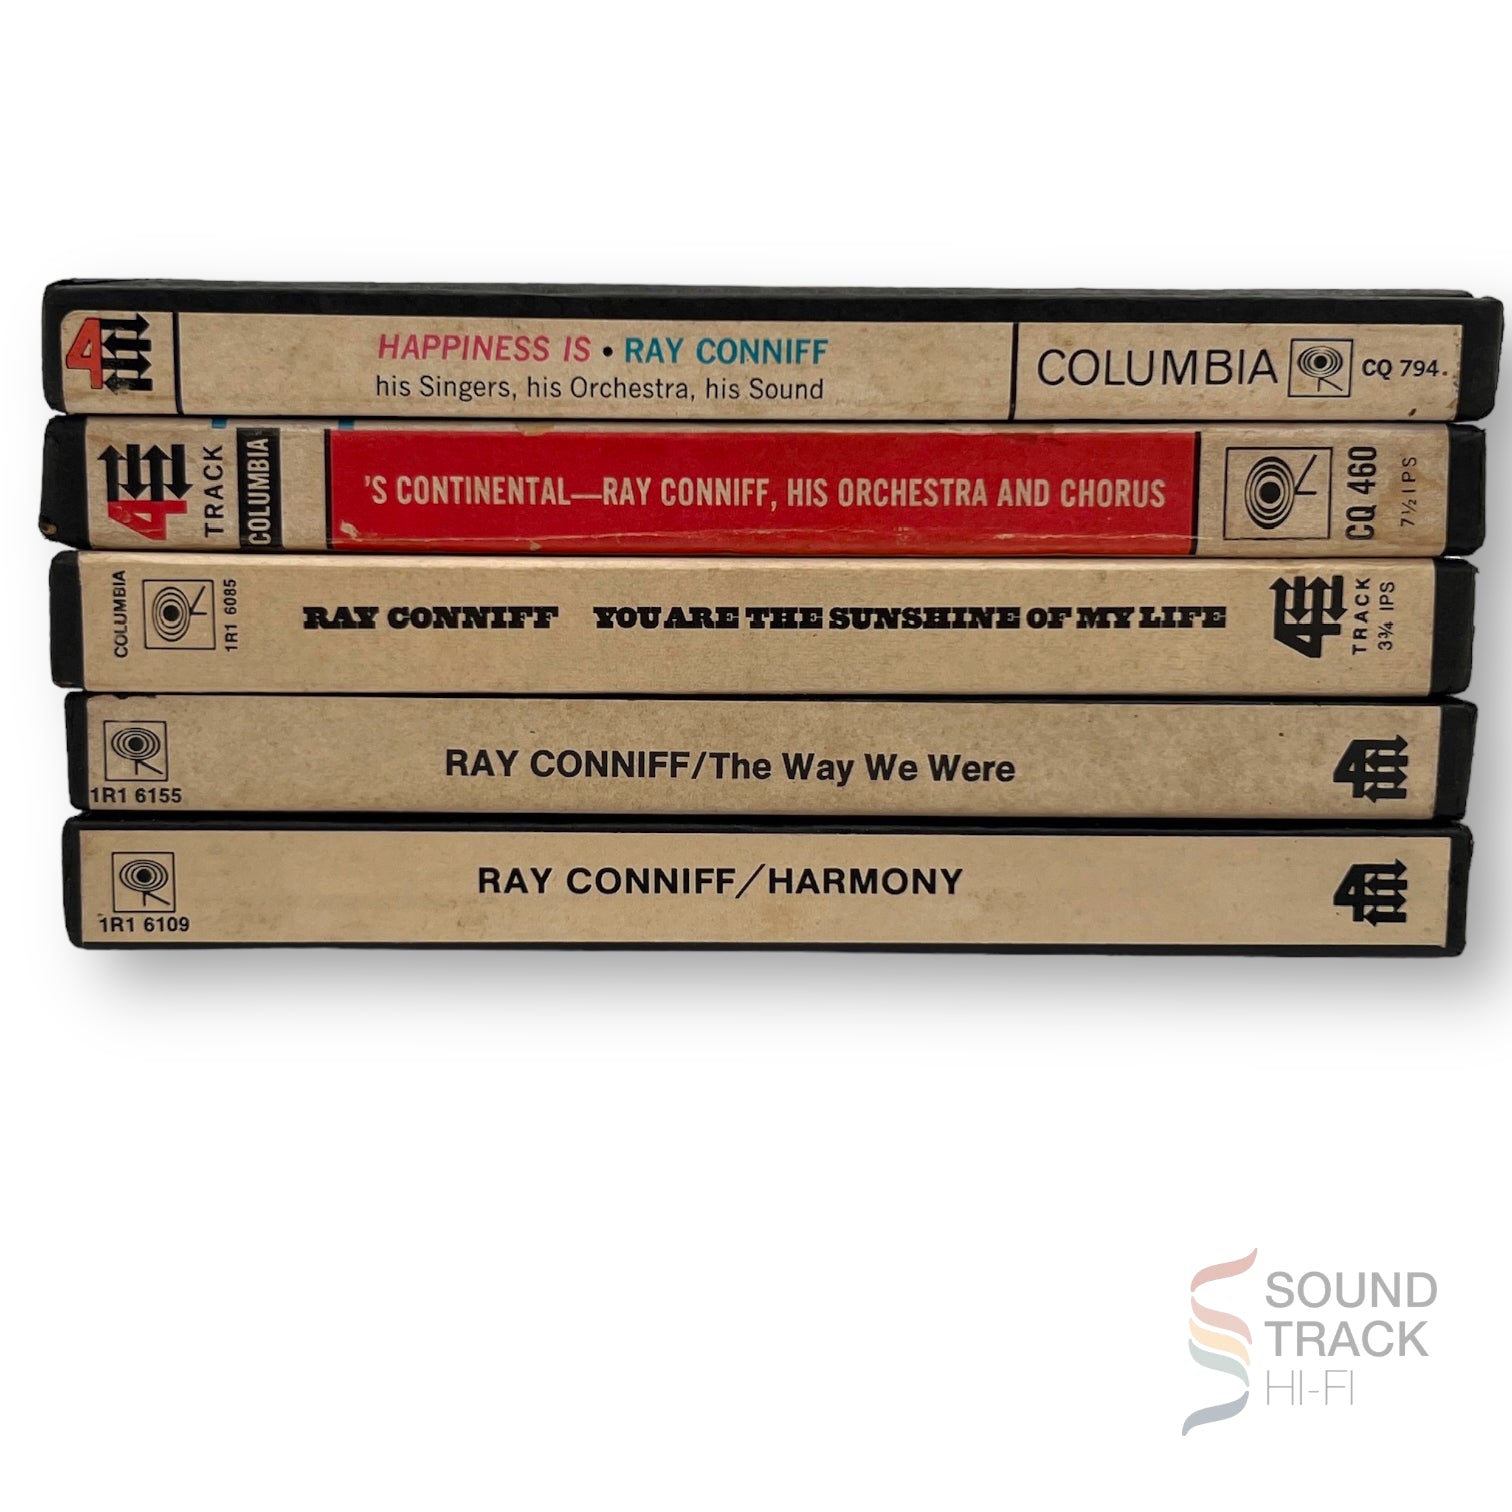 4
HAPPINESS IS • RAY CONNIFF
his Singers, his Orchestra, his Sound
COLUMBIA
CQ 794
4
TRACK
COLUMBIA
'S CONTINENTAL—RAY CONNIFF, HIS ORCHESTRA AND CHORUS
CQ 460
7½ IPS
COLUMBIA
1R1 6085
RAY CONNIFF YOU ARE THE SUNSHINE OF MY LIFE
4
TRACK
3¾ IPS
1R1 6155
RAY CONNIFF/The Way We Were
4
1R1 6109
RAY CONNIFF/HARMONY
4
SOUND
TRACK
HI-FI